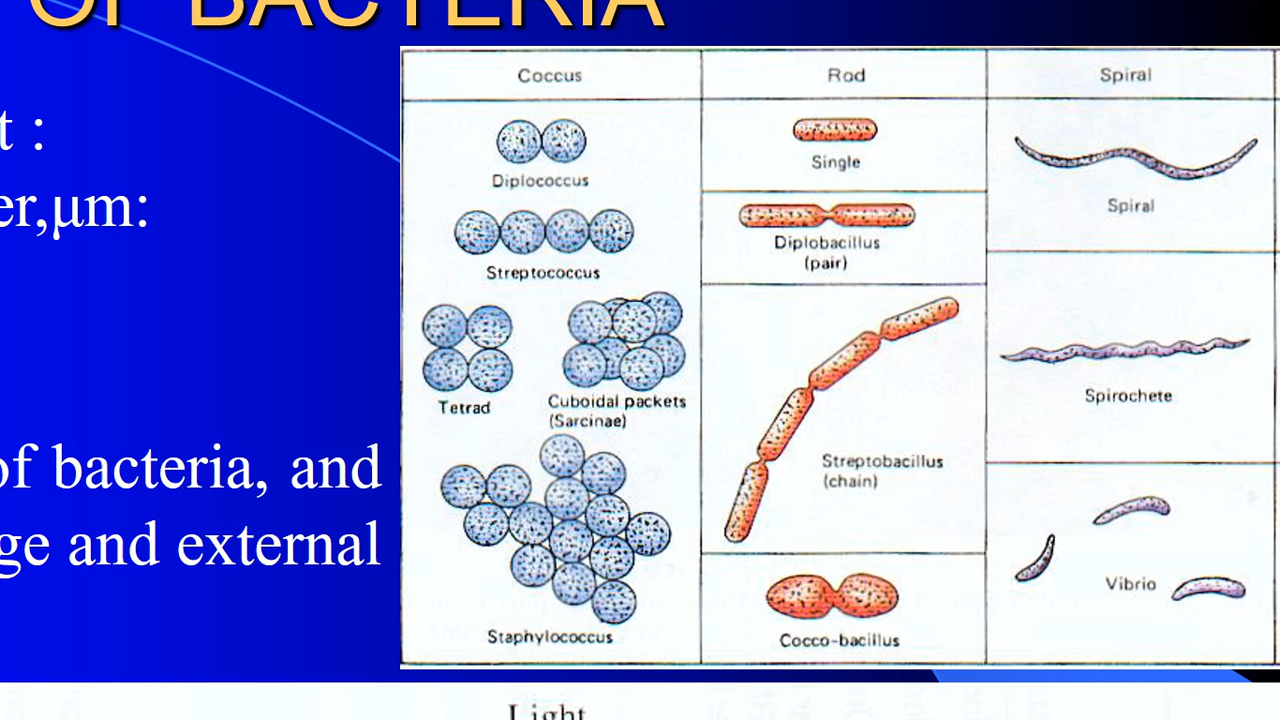 OF BACTERIA
t :
er,μm:
of bacteria, and
ge and external
Coccus
Diplococcus
Streptococcus
Tetrad
Cuboidal packets
(Sarcinae)
Staphylococcus
Rod
Single
Diplobacillus
(pair)
Streptobacillus
(chain)
Cocco-bacillus
Spiral
Spiral
Spirochete
Vibrio
Light